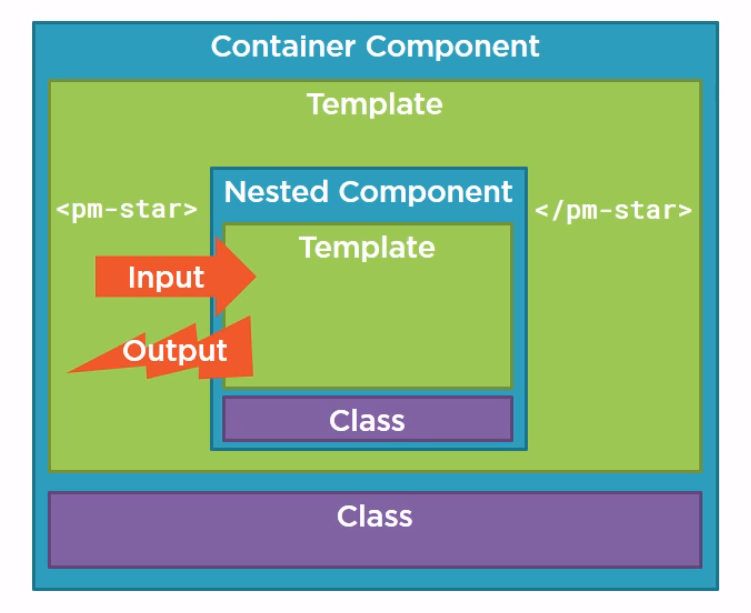 Container Component
Template
<pm-star>
Nested Component
</pm-star>
Template
Input
Output
Class
Class